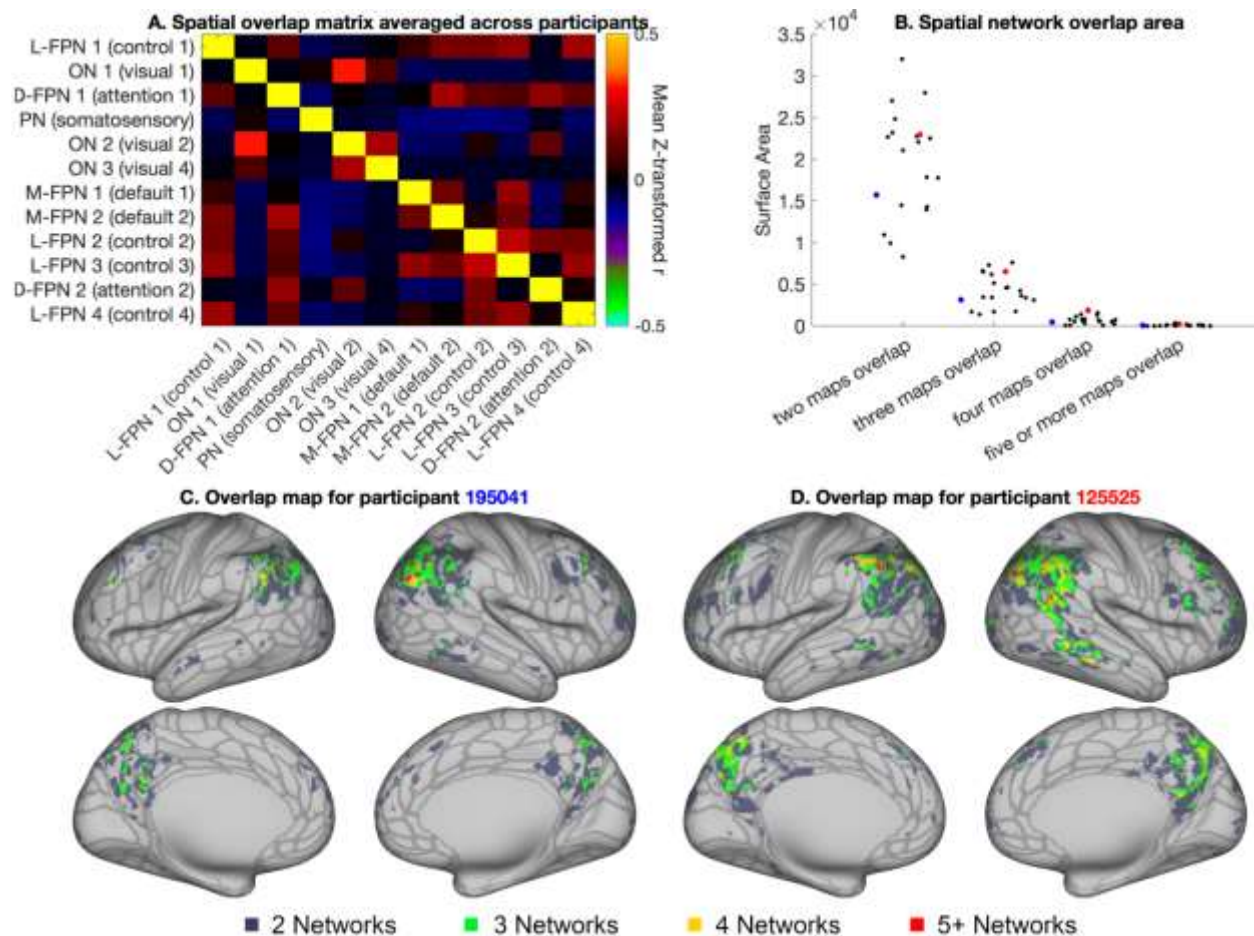 A. Spatial overlap matrix averaged across participants
L-FPN 1 (control 1)
ON 1 (visual 1)
D-FPN 1 (attention 1)
PN (somatosensory)
ON 2 (visual 2)
ON 3 (visual 4)
M-FPN 1 (default 1)
M-FPN 2 (default 2)
L-FPN 2 (control 2)
L-FPN 3 (control 3)
D-FPN 2 (attention 2)
L-FPN 4 (control 4)
L-FPN 1 (control 1)
ON 1 (visual 1)
D-FPN 1 (attention 1)
PN (somatosensory)
ON 2 (visual 2)
ON 3 (visual 4)
M-FPN 1 (default 1)
M-FPN 2 (default 2)
L-FPN 2 (control 2)
L-FPN 3 (control 3)
D-FPN 2 (attention 2)
L-FPN 4 (control 4)
0.5
0
-0.5
Mean Z-transformed r
B. Spatial network overlap area
×10⁴
3.5
3
2.5
2
1.5
1
0.5
0
Surface Area
two maps overlap
three maps overlap
four maps overlap
five or more maps overlap
C. Overlap map for participant 195041
D. Overlap map for participant 125525
2 Networks
3 Networks
4 Networks
5+ Networks